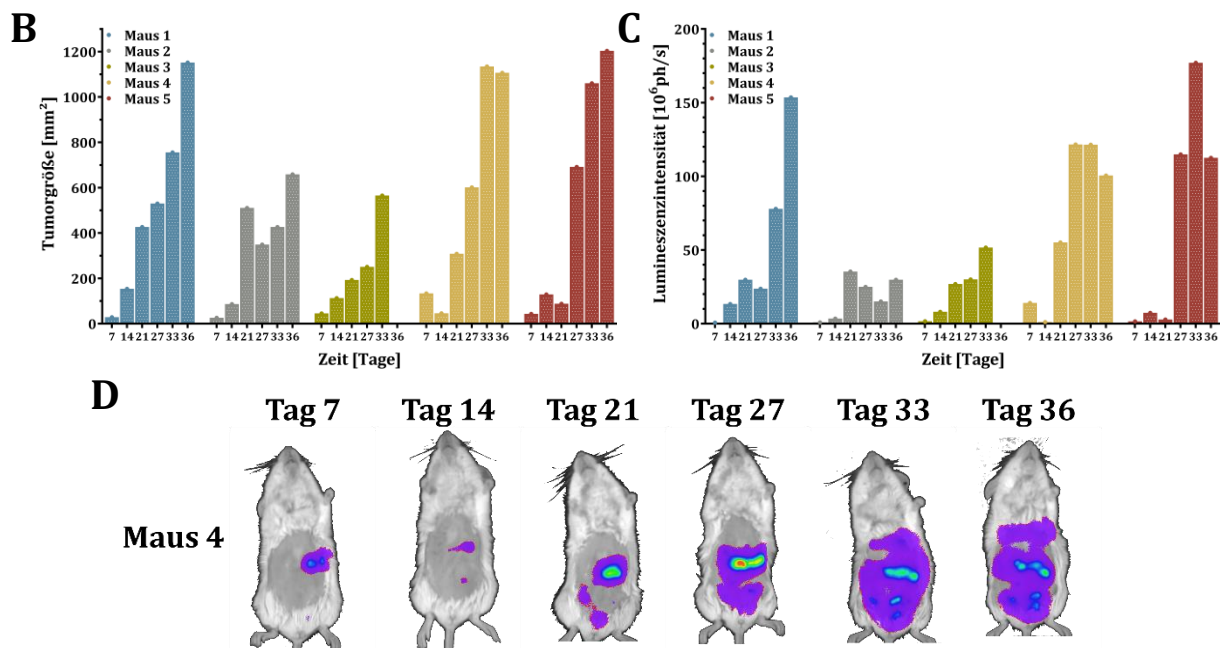 B
Tumorgröße [mm²]
1200
1000
800
600
400
200
0
Maus 1
Maus 2
Maus 3
Maus 4
Maus 5
7 14 21 27 33 36 7 14 21 27 33 36 7 14 21 27 33 36 7 14 21 27 33 36 7 14 21 27 33 36
Zeit [Tage]
C
Lumineszenzintensität [10⁶ph/s]
200
150
100
50
0
Maus 1
Maus 2
Maus 3
Maus 4
Maus 5
7 14 21 27 33 36 7 14 21 27 33 36 7 14 21 27 33 36 7 14 21 27 33 36 7 14 21 27 33 36
Zeit [Tage]
D
Tag 7 Tag 14 Tag 21 Tag 27 Tag 33 Tag 36
Maus 4